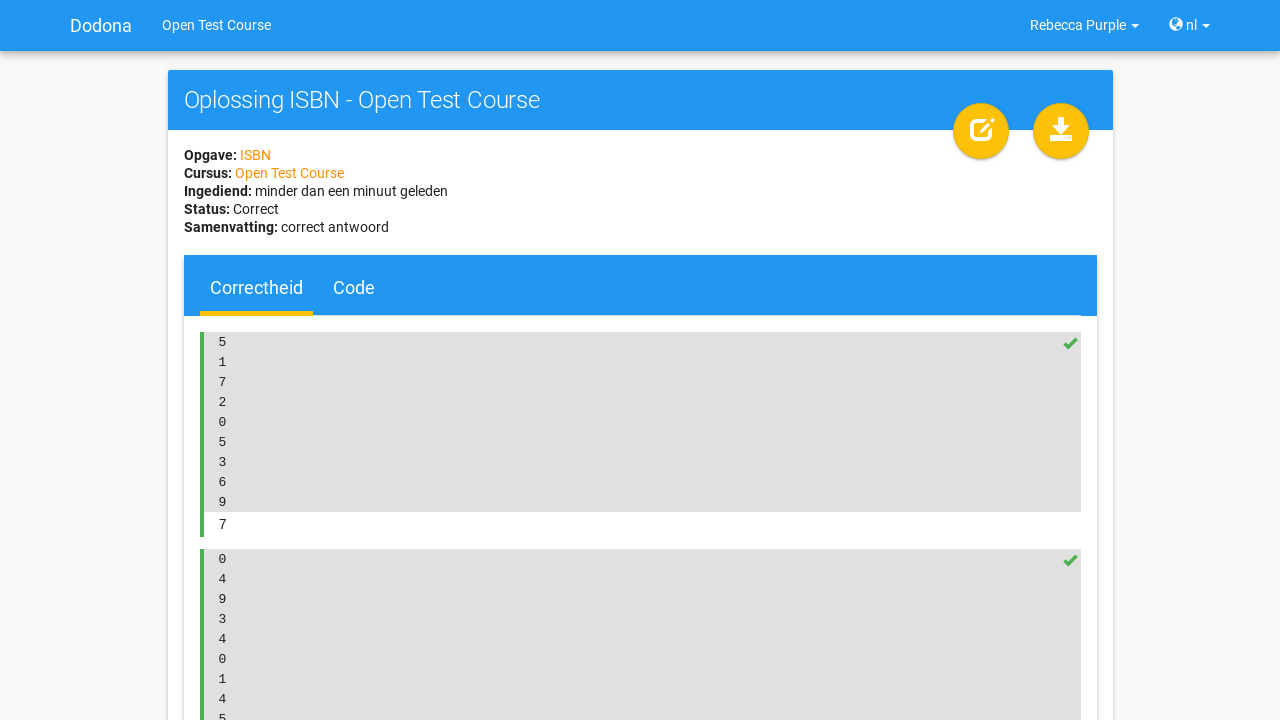 Dodona Open Test Course Rebecca Purple nl
Oplossing ISBN - Open Test Course
Opgave: ISBN
Cursus: Open Test Course
Ingediend: minder dan een minuut geleden
Status: Correct
Samenvatting: correct antwoord
Correctheid Code
5
1
7
2
0
5
3
6
9
7
0
4
9
3
4
0
1
4
5